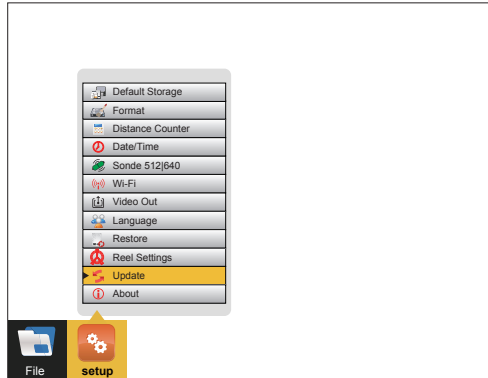 Default Storage
Format
Distance Counter
Date/Time
Sonde 512|640
Wi-Fi
Video Out
Language
Restore
Reel Settings
Update
About
File
setup